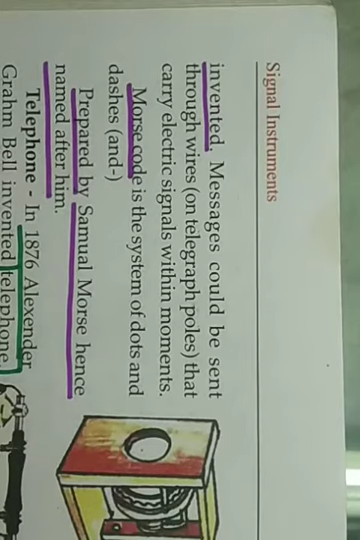 Signal Instruments
invented. Messages could be sent
through wires (on telegraph poles) that
carry electric signals within moments.
Morse code is the system of dots and
dashes (and-)
Prepared by Samual Morse hence
named after him.
Telephone - In 1876 Alexender
Grahm Bell invented telephone.